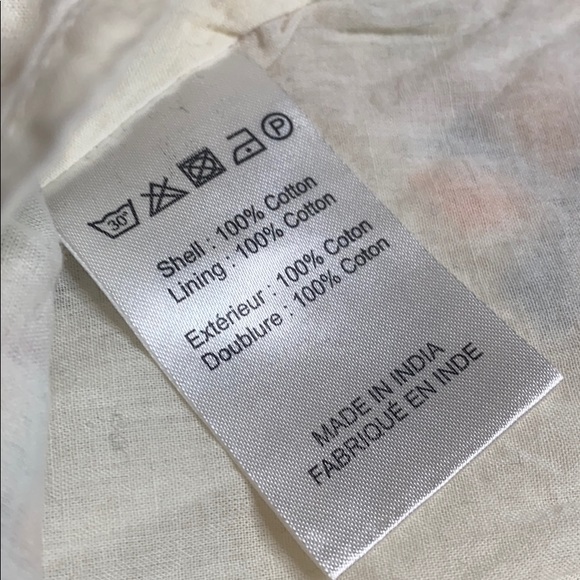 30° P
Shell : 100% Cotton
Lining : 100% Cotton
Extérieur : 100% Coton
Doublure : 100% Coton
MADE IN INDIA
FABRIQUÉ EN INDE